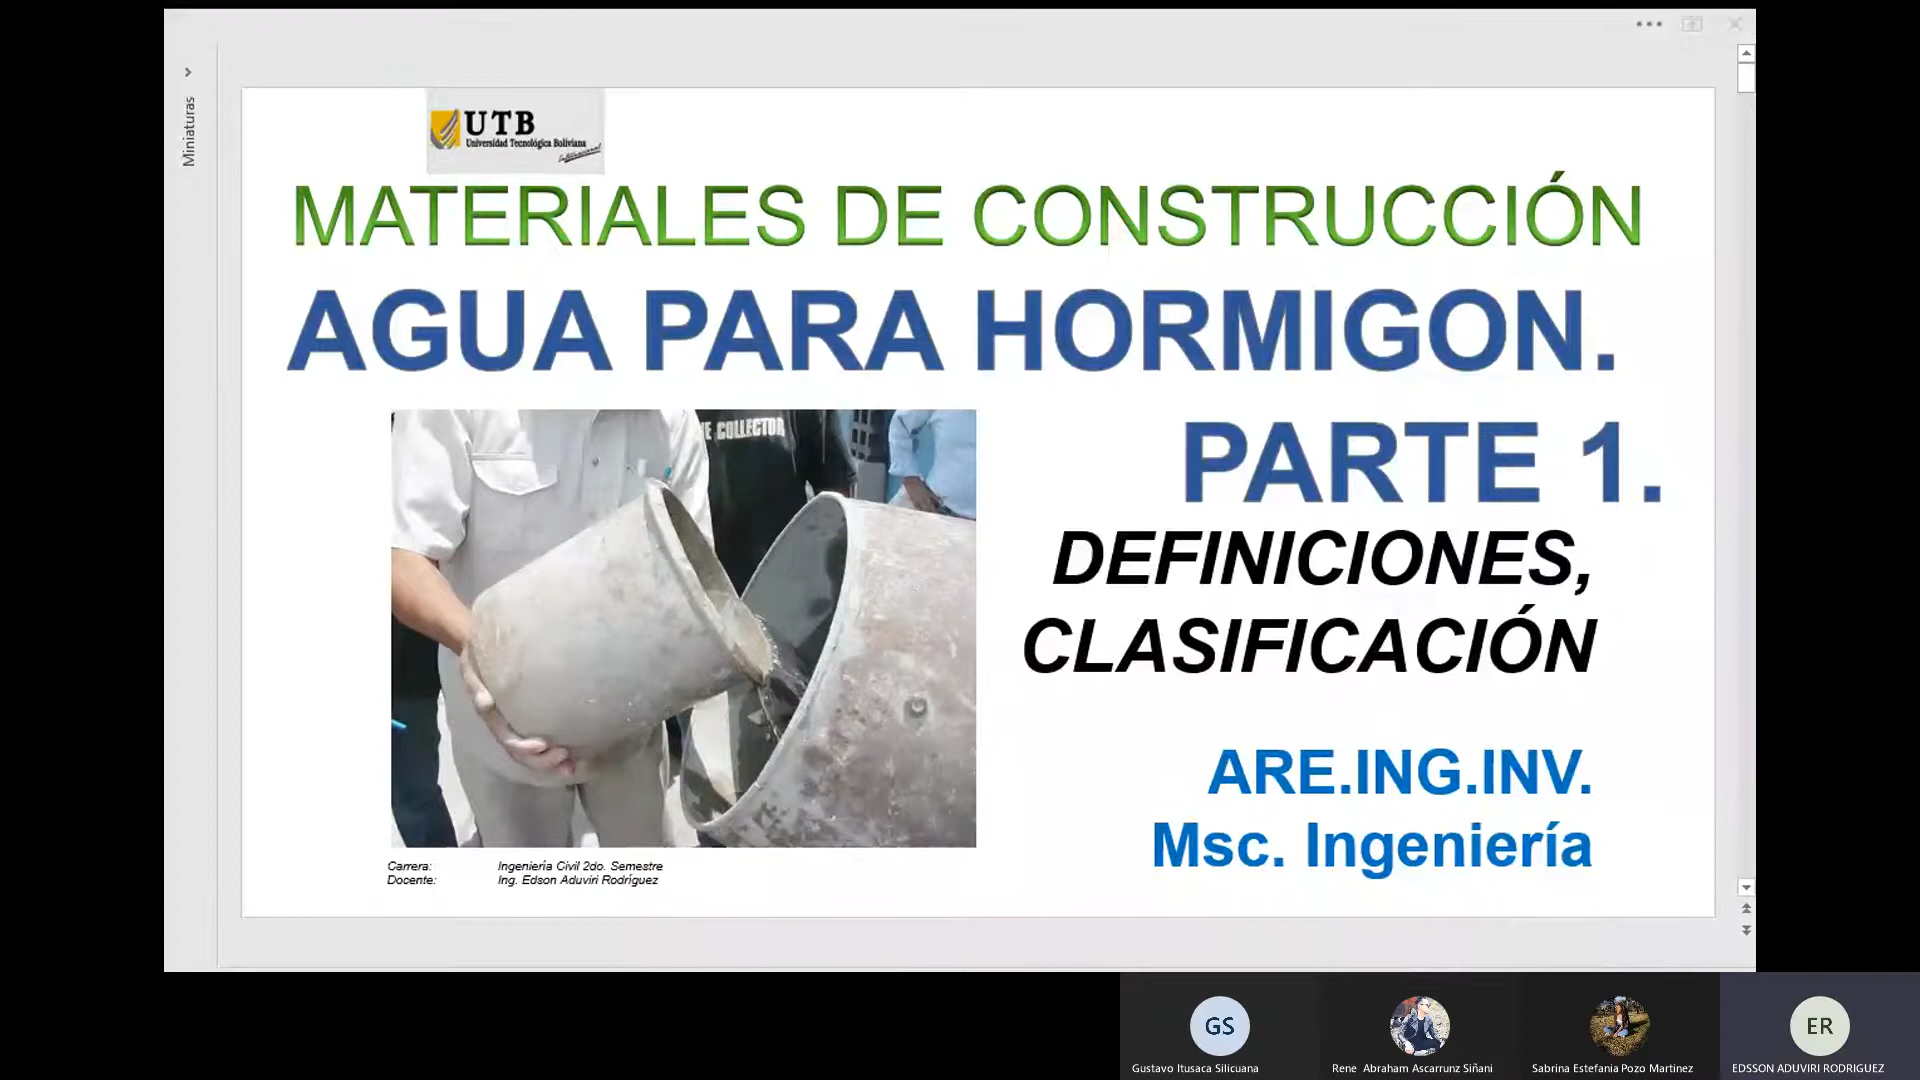 Miniaturas
UTB
Universidad Tecnológica Boliviana
Internacional
MATERIALES DE CONSTRUCCIÓN
AGUA PARA HORMIGON.
PARTE 1.
DEFINICIONES,
CLASIFICACIÓN
COLLECTOR
ARE.ING.INV.
Msc. Ingeniería
Carrera: Ingeniería Civil 2do. Semestre
Docente: Ing. Edson Aduviri Rodríguez
GS
ER
Gustavo Itusaca Silicuana
Rene Abraham Ascarrunz Siñani
Sabrina Estefania Pozo Martinez
EDSSON ADUVIRI RODRIGUEZ